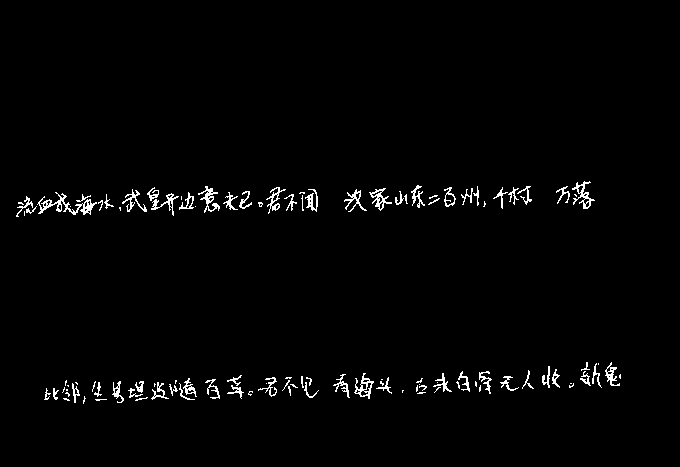 流血成海水,武皇开边意未已。君不闻 汉家山东二百州,千村 万落
比邻,生男埋没随百草。君不见 青海头,古来白骨无人收。新鬼